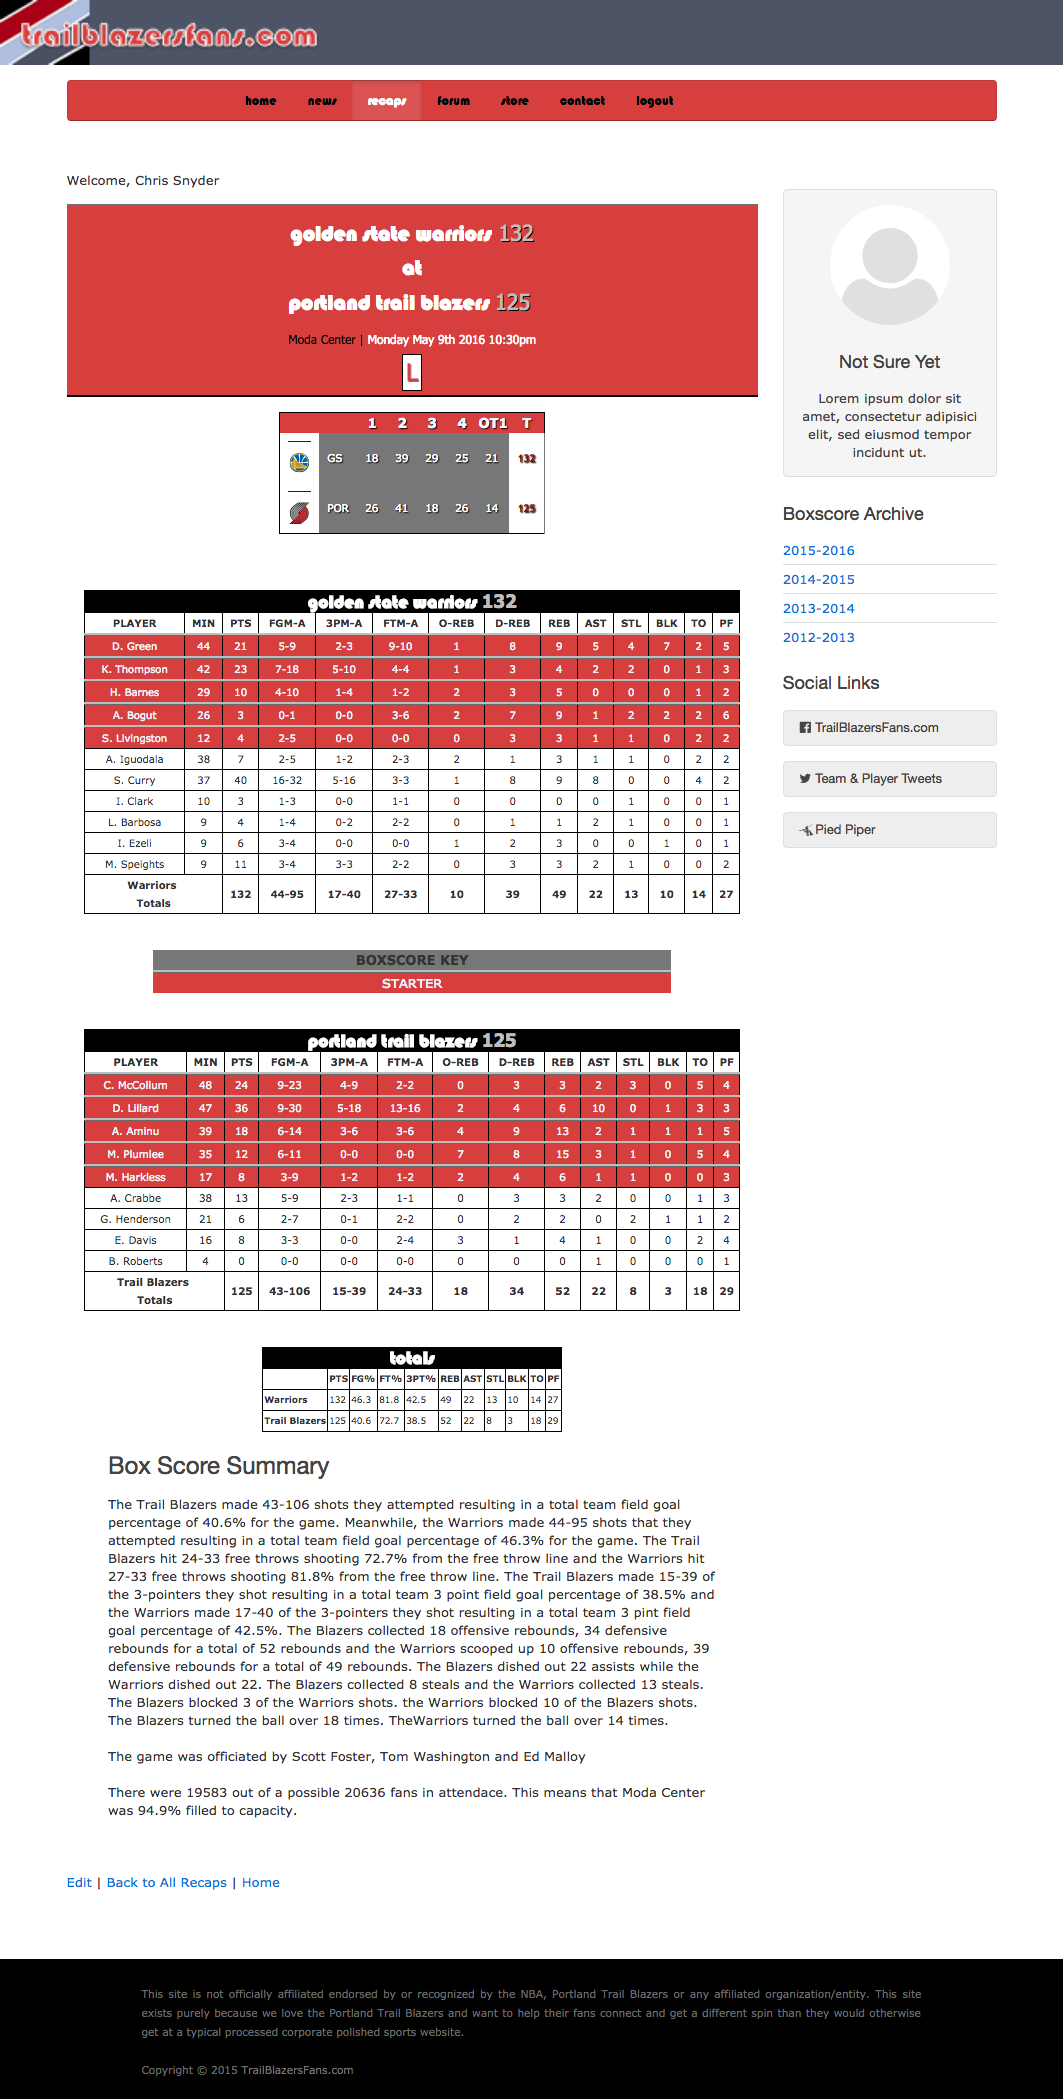 trailblazersfans.com
home news recaps forum store contact logout
Welcome, Chris Snyder
golden state warriors 132
at
portland trail blazers 125
Moda Center | Monday May 9th 2016 10:30pm
L
1 2 3 4 OT1 T
GS 18 39 29 25 21 132
POR 26 41 18 26 14 125
golden state warriors 132
PLAYER MIN PTS FGM-A 3PM-A FTM-A O-REB D-REB REB AST STL BLK TO PF
D. Green 44 21 5-9 2-3 9-10 1 8 9 5 4 7 2 5
K. Thompson 42 23 7-18 5-10 4-4 1 3 4 2 2 0 1 3
H. Barnes 29 10 4-10 1-4 1-2 2 3 5 0 0 0 1 2
A. Bogut 26 3 0-1 0-0 3-6 2 7 9 1 2 2 2 6
S. Livingston 12 4 2-5 0-0 0-0 0 3 3 1 1 0 2 2
A. Iguodala 38 7 2-5 1-2 2-3 2 1 3 1 1 0 2 2
S. Curry 37 40 16-32 5-16 3-3 1 8 9 8 0 0 4 2
I. Clark 10 3 1-3 0-0 1-1 0 0 0 0 1 0 0 1
L. Barbosa 9 4 1-4 0-2 2-2 0 1 1 2 1 0 0 1
I. Ezeli 9 6 3-4 0-0 0-0 1 2 3 0 0 1 0 1
M. Speights 9 11 3-4 3-3 2-2 0 3 3 2 1 0 0 2
Warriors
Totals 132 44-95 17-40 27-33 10 39 49 22 13 10 14 27
BOXSCORE KEY
STARTER
portland trail blazers 125
PLAYER MIN PTS FGM-A 3PM-A FTM-A O-REB D-REB REB AST STL BLK TO PF
C. McCollum 48 24 9-23 4-9 2-2 0 3 3 2 3 0 5 4
D. Lillard 47 36 9-30 5-18 13-16 2 4 6 10 0 1 3 3
A. Aminu 39 18 6-14 3-6 3-6 4 9 13 2 1 1 1 5
M. Plumlee 35 12 6-11 0-0 0-0 7 8 15 3 1 0 5 4
M. Harkless 17 8 3-9 1-2 1-2 2 4 6 1 1 0 0 3
A. Crabbe 38 13 5-9 2-3 1-1 0 3 3 2 0 0 1 3
G. Henderson 21 6 2-7 0-1 2-2 0 2 2 0 2 1 1 2
E. Davis 16 8 3-3 0-0 2-4 3 1 4 1 0 0 2 4
B. Roberts 4 0 0-0 0-0 0-0 0 0 0 1 0 0 0 1
Trail Blazers
Totals 125 43-106 15-39 24-33 18 34 52 22 8 3 18 29
totals
PTS FG% FT% 3PT% REB AST STL BLK TO PF
Warriors 132 46.3 81.8 42.5 49 22 13 10 14 27
Trail Blazers 125 40.6 72.7 38.5 52 22 8 3 18 29
Box Score Summary
The Trail Blazers made 43-106 shots they attempted resulting in a total team field goal
percentage of 40.6% for the game. Meanwhile, the Warriors made 44-95 shots that they
attempted resulting in a total team field goal percentage of 46.3% for the game. The Trail
Blazers hit 24-33 free throws shooting 72.7% from the free throw line and the Warriors hit
27-33 free throws shooting 81.8% from the free throw line. The Trail Blazers made 15-39 of
the 3-pointers they shot resulting in a total team 3 point field goal percentage of 38.5% and
the Warriors made 17-40 of the 3-pointers they shot resulting in a total team 3 pint field
goal percentage of 42.5%. The Blazers collected 18 offensive rebounds, 34 defensive
rebounds for a total of 52 rebounds and the Warriors scooped up 10 offensive rebounds, 39
defensive rebounds for a total of 49 rebounds. The Blazers dished out 22 assists while the
Warriors dished out 22. The Blazers collected 8 steals and the Warriors collected 13 steals.
The Blazers blocked 3 of the Warriors shots. the Warriors blocked 10 of the Blazers shots.
The Blazers turned the ball over 18 times. TheWarriors turned the ball over 14 times.
The game was officiated by Scott Foster, Tom Washington and Ed Malloy
There were 19583 out of a possible 20636 fans in attendace. This means that Moda Center
was 94.9% filled to capacity.
Edit | Back to All Recaps | Home
Not Sure Yet
Lorem ipsum dolor sit
amet, consectetur adipisici
elit, sed eiusmod tempor
incidunt ut.
Boxscore Archive
2015-2016
2014-2015
2013-2014
2012-2013
Social Links
TrailBlazersFans.com
Team & Player Tweets
Pied Piper
This site is not officially affiliated endorsed by or recognized by the NBA, Portland Trail Blazers or any affiliated organization/entity. This site
exists purely because we love the Portland Trail Blazers and want to help their fans connect and get a different spin than they would otherwise
get at a typical processed corporate polished sports website.
Copyright © 2015 TrailBlazersFans.com